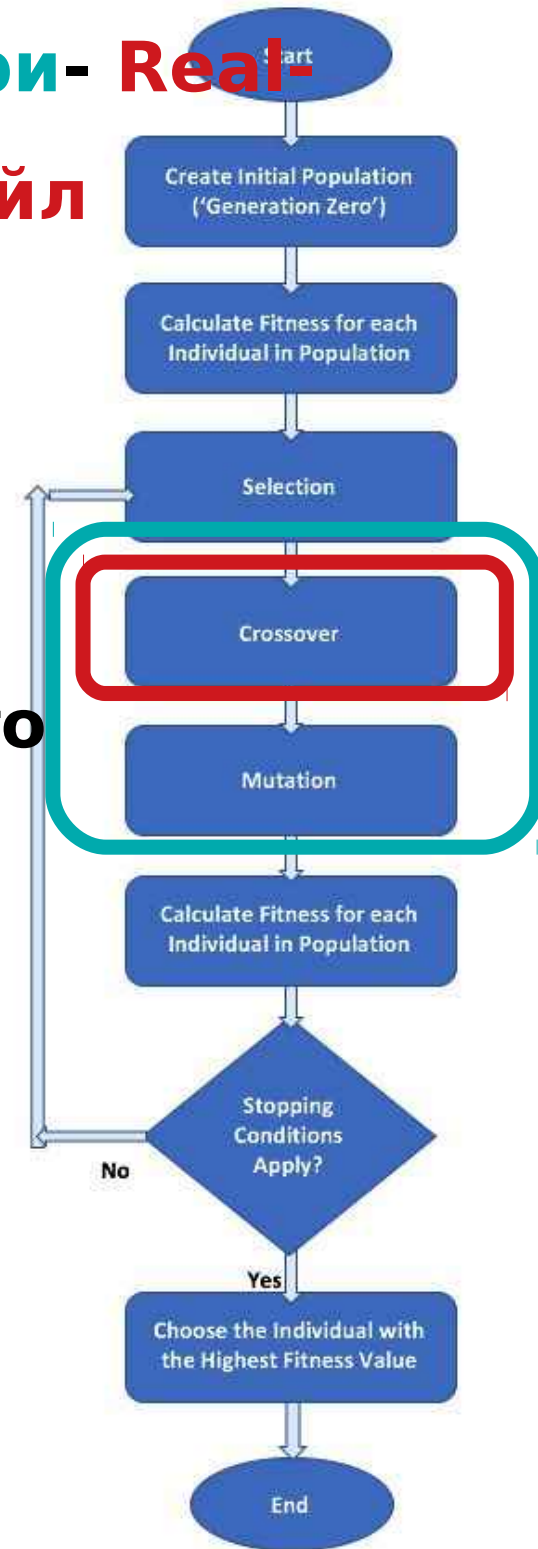 ри- Real-
Start
йл
Create Initial Population
(‘Generation Zero’)
Calculate Fitness for each
Individual in Population
Selection
Crossover
го
Mutation
Calculate Fitness for each
Individual in Population
Stopping
Conditions
Apply?
No
Yes
Choose the Individual with
the Highest Fitness Value
End